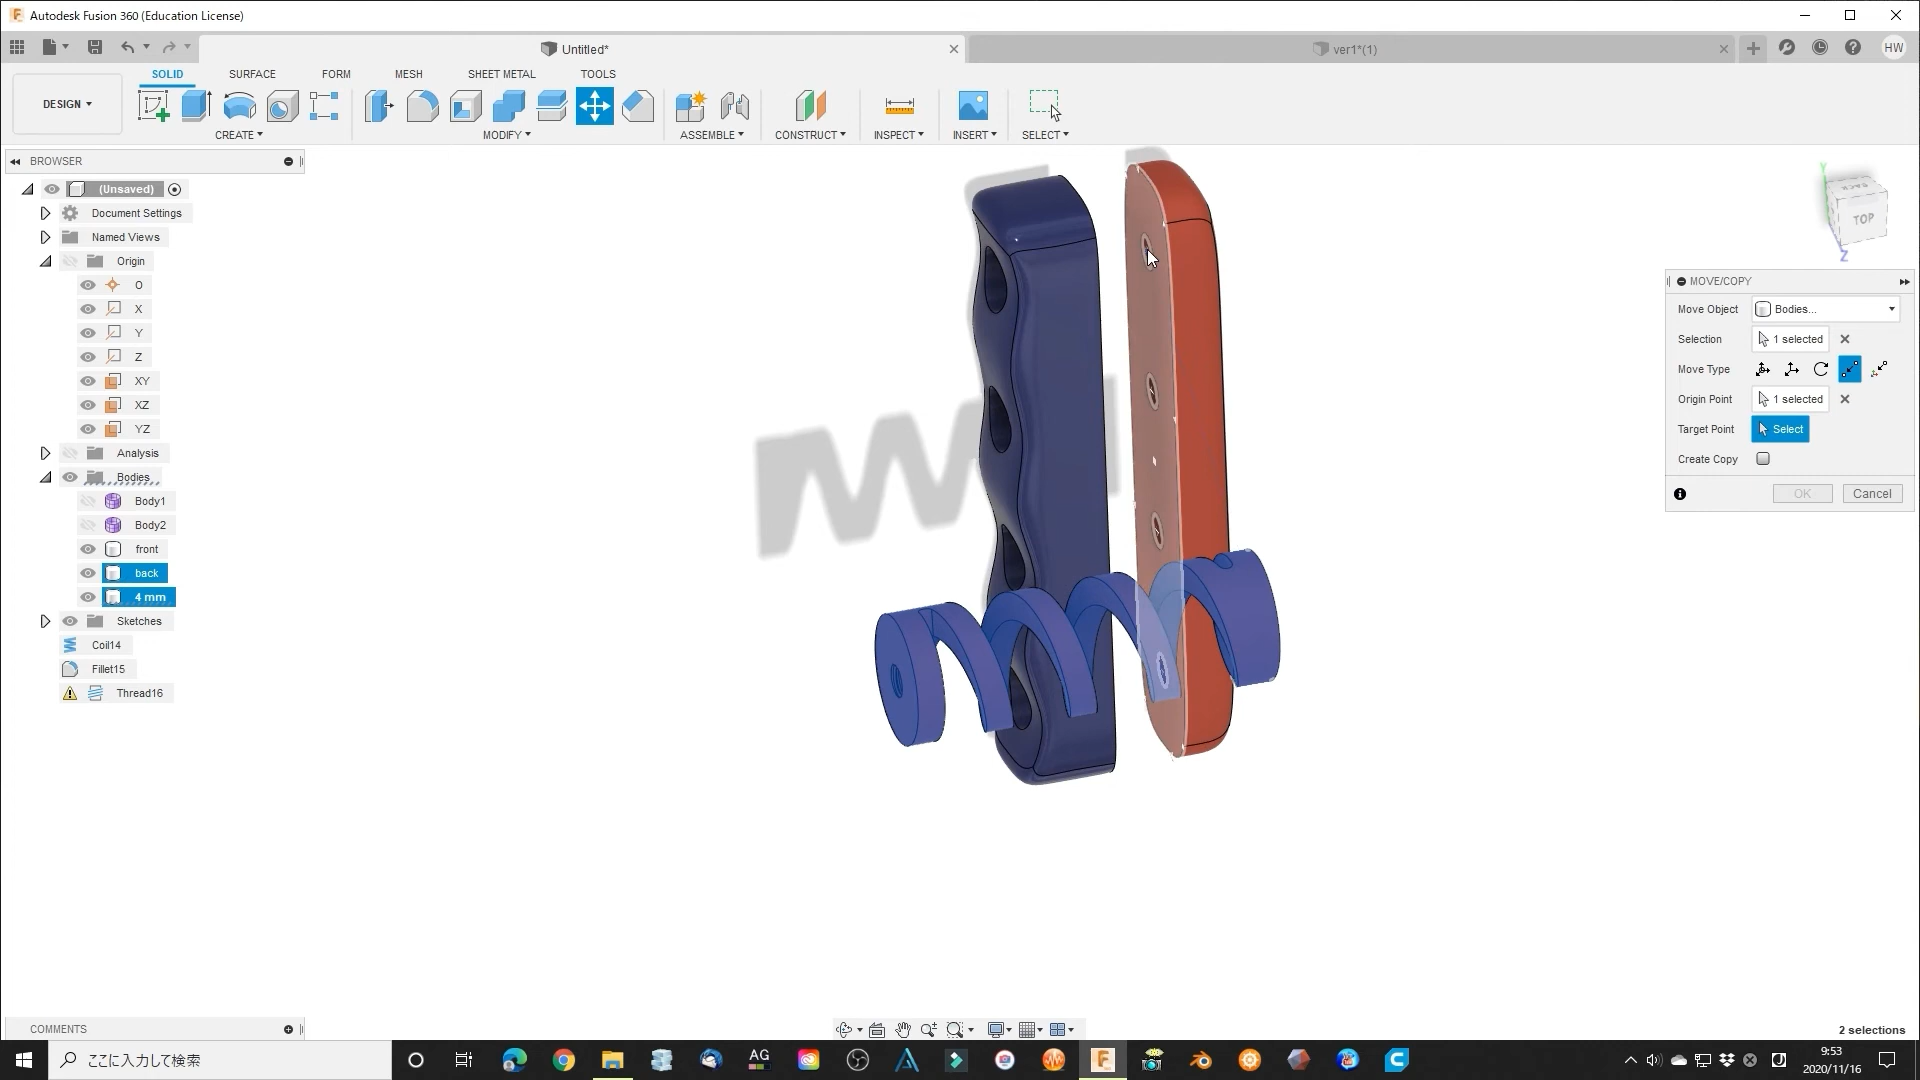 Autodesk Fusion 360 (Education License)
Untitled*
ver1*(1)
HW
DESIGN
SOLID
SURFACE
FORM
MESH
SHEET METAL
TOOLS
CREATE
MODIFY
ASSEMBLE
CONSTRUCT
INSPECT
INSERT
SELECT
BROWSER
(Unsaved)
Document Settings
Named Views
Origin
O
X
Y
Z
XY
XZ
YZ
Analysis
Bodies
Body1
Body2
front
back
4 mm
Sketches
Coil14
Fillet15
Thread16
Y
BACK
TOP
Z
MOVE/COPY
Move Object
Bodies...
Selection
1 selected
Move Type
Origin Point
1 selected
Target Point
Select
Create Copy
OK
Cancel
COMMENTS
2 selections
ここに入力して検索
AG
9:53
2020/11/16